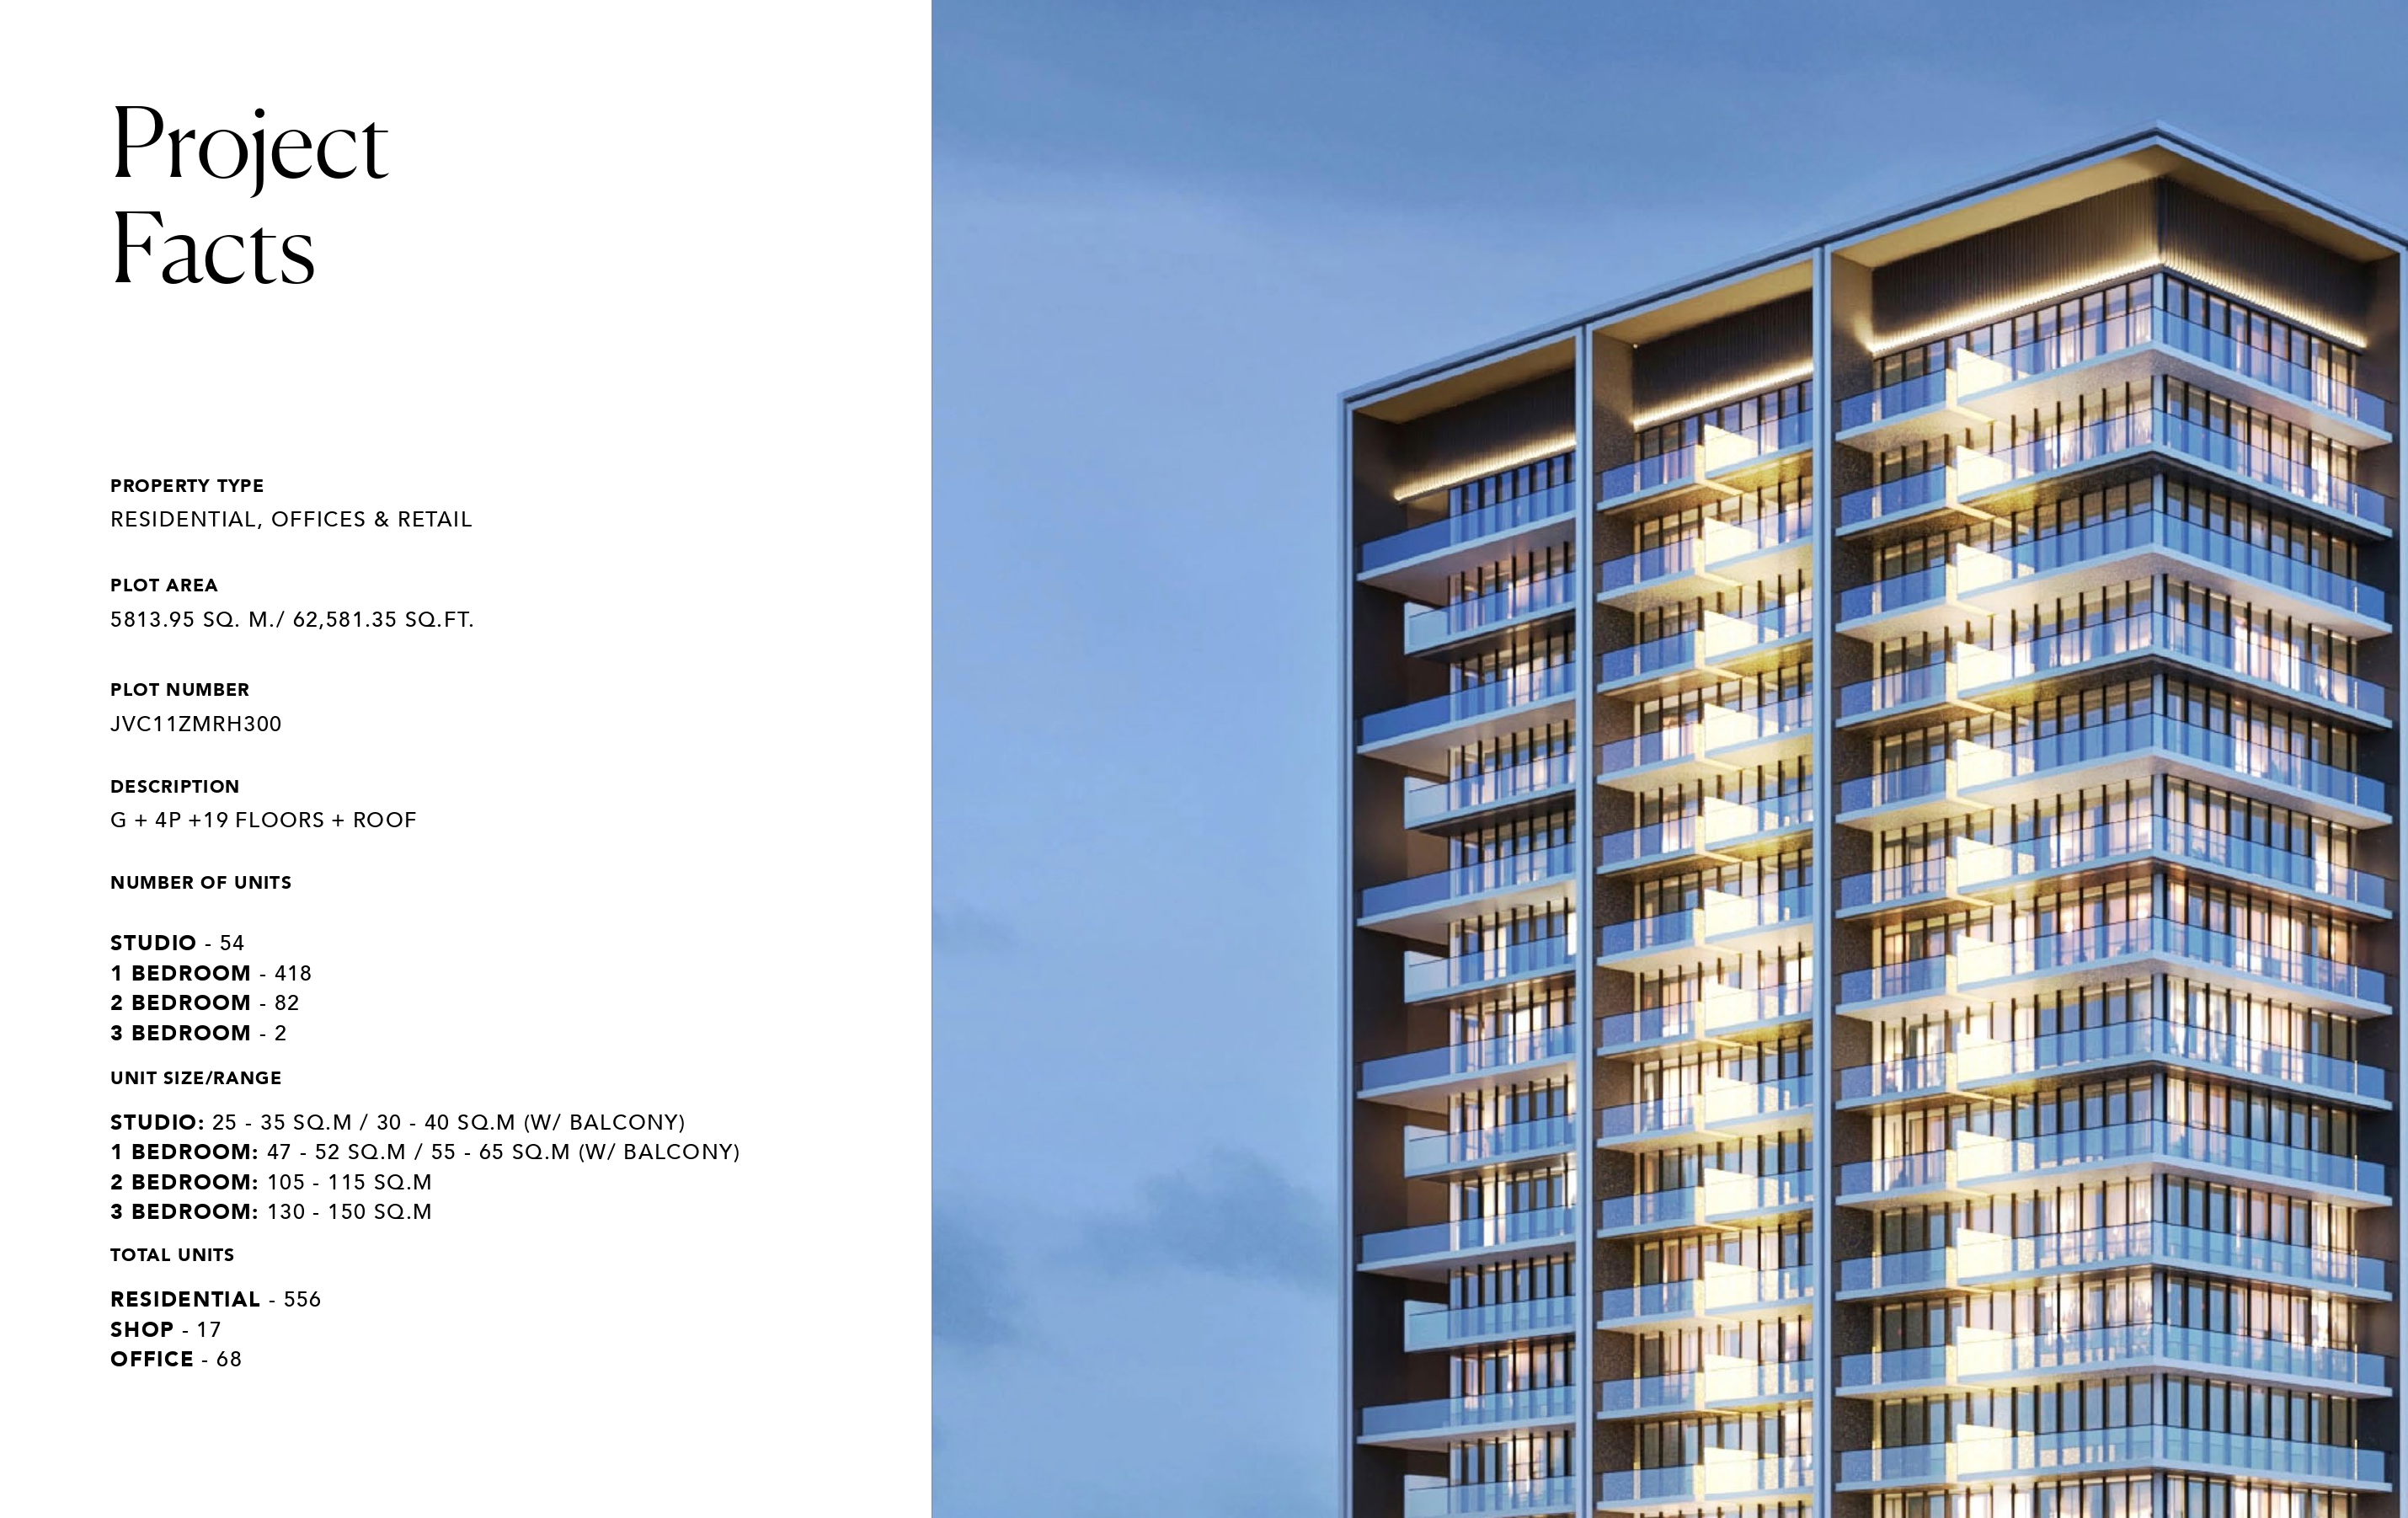 Project
Facts
PROPERTY TYPE
RESIDENTIAL, OFFICES & RETAIL
PLOT AREA
5813.95 SQ. M./ 62,581.35 SQ.FT.
PLOT NUMBER
JVC11ZMRH300
DESCRIPTION
G + 4P +19 FLOORS + ROOF
NUMBER OF UNITS
STUDIO - 54
1 BEDROOM - 418
2 BEDROOM - 82
3 BEDROOM - 2
UNIT SIZE/RANGE
STUDIO: 25 - 35 SQ.M / 30 - 40 SQ.M (W/ BALCONY)
1 BEDROOM: 47 - 52 SQ.M / 55 - 65 SQ.M (W/ BALCONY)
2 BEDROOM: 105 - 115 SQ.M
3 BEDROOM: 130 - 150 SQ.M
TOTAL UNITS
RESIDENTIAL - 556
SHOP - 17
OFFICE - 68